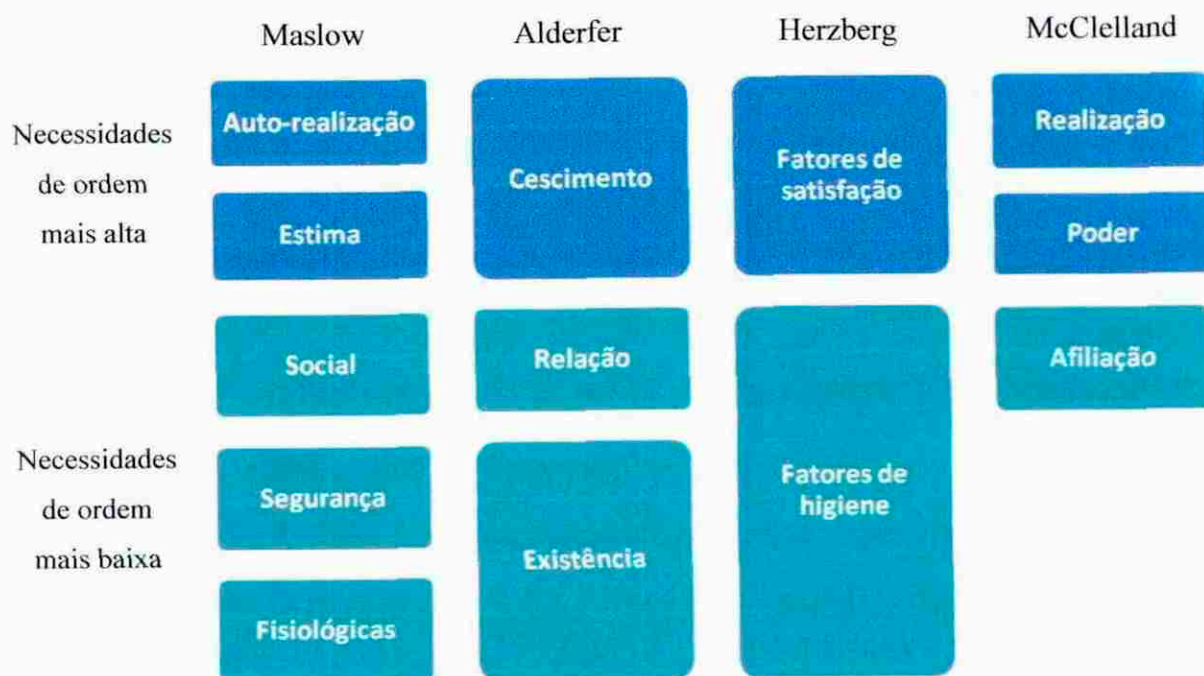 Maslow
Alderfer
Herzberg
McClelland
Necessidades
de ordem
mais alta
Auto-realização
Estima
Cescimento
Fatores de
satisfação
Realização
Poder
Social
Relação
Afiliação
Necessidades
de ordem
mais baixa
Segurança
Fisiológicas
Existência
Fatores de
higiene